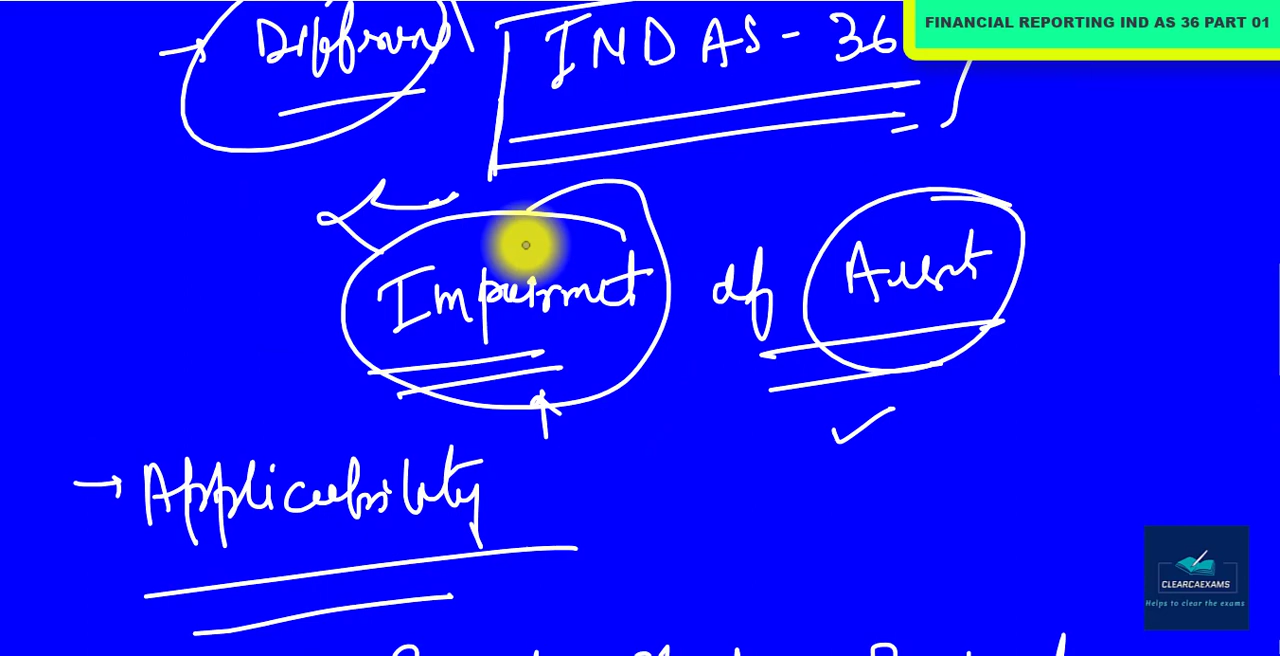 FINANCIAL REPORTING IND AS 36 PART 01
IND AS - 36
Impairment of Asset
→ Applicability
CLEARCAEXAMS
Helps to clear the exams